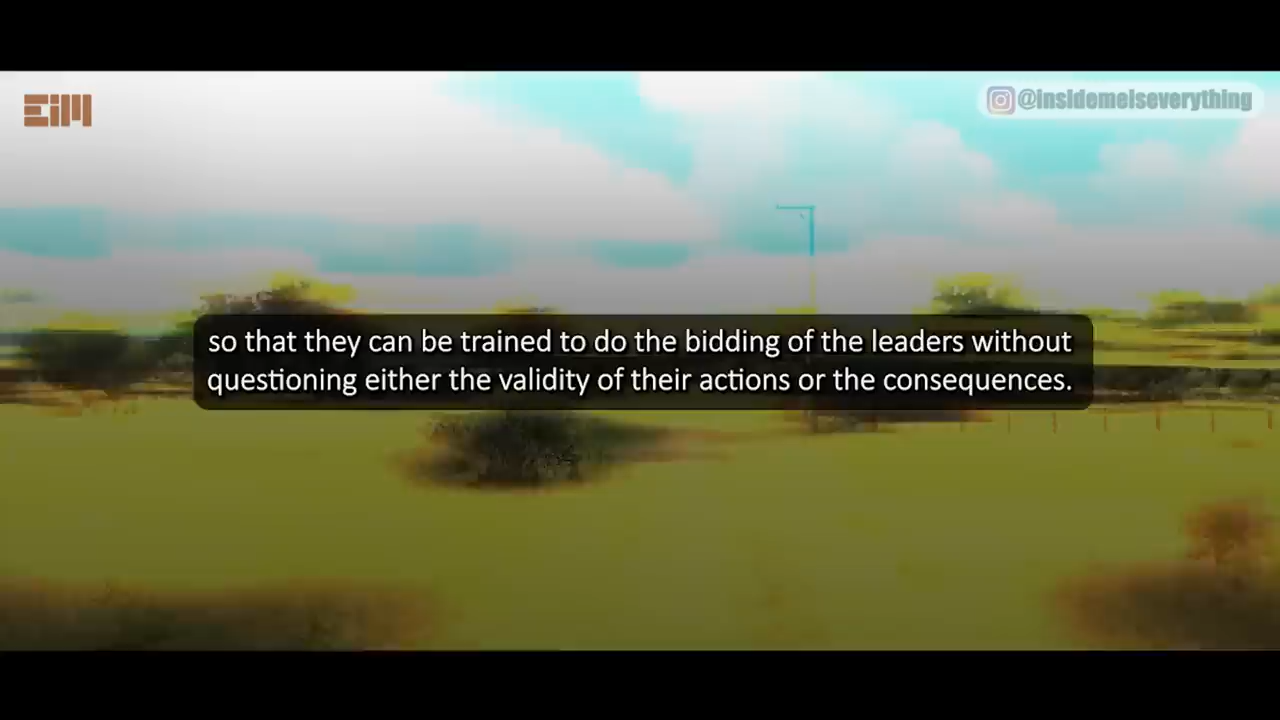 EiM
@insidemeiseverything
so that they can be trained to do the bidding of the leaders without
questioning either the validity of their actions or the consequences.